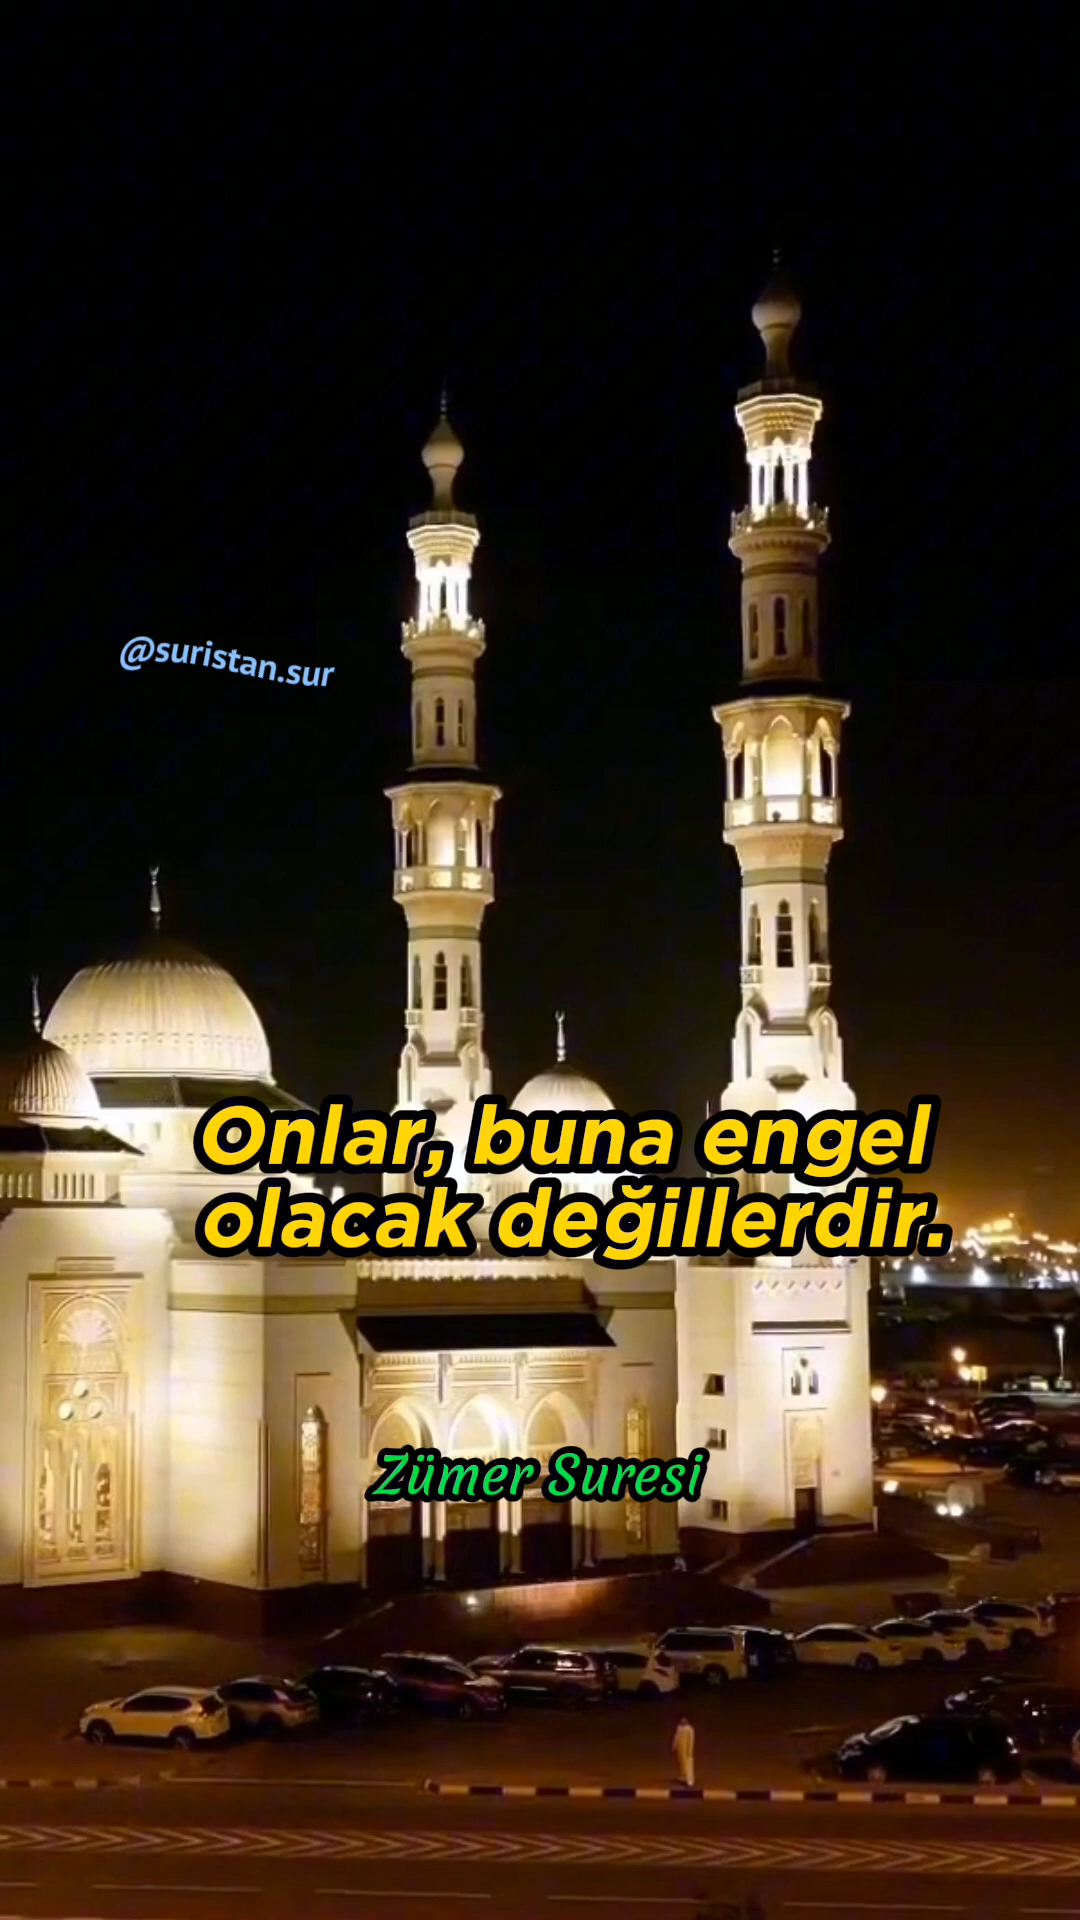 @suristan.sur
Onlar, buna engel
olacak değillerdir.
Zümer Suresi